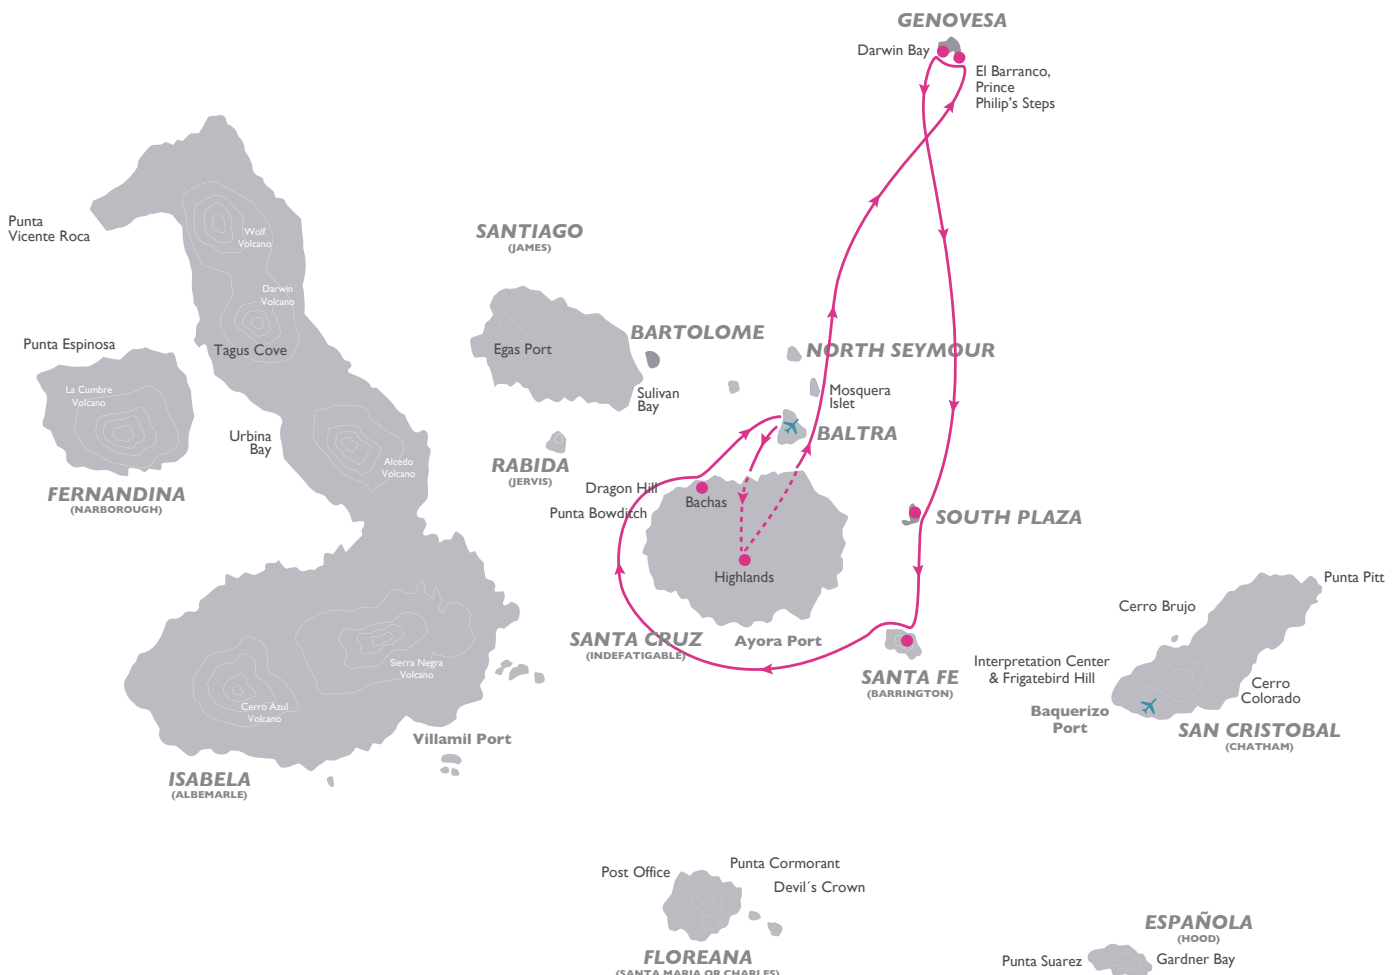 GENOVESA
Darwin Bay
El Barranco,
Prince
Philip's Steps
Punta
Vicente Roca
Wolf
Volcano
SANTIAGO
(JAMES)
Darwin
Volcano
BARTOLOME
Punta Espinosa
Tagus Cove
Egas Port
NORTH SEYMOUR
La Cumbre
Volcano
Sulivan
Bay
Mosquera
Islet
Urbina
Bay
BALTRA
Alcedo
Volcano
RABIDA
(JERVIS)
FERNANDINA
(NARBOROUGH)
Dragon Hill
Bachas
Punta Bowditch
SOUTH PLAZA
Highlands
Punta Pitt
Cerro Brujo
SANTA CRUZ
(INDEFATIGABLE)
Ayora Port
Sierra Negra
Volcano
Interpretation Center
& Frigatebird Hill
SANTA FE
(BARRINGTON)
Cerro
Colorado
Cerro Azul
Volcano
Baquerizo
Port
SAN CRISTOBAL
(CHATHAM)
Villamil Port
ISABELA
(ALBEMARLE)
Punta Cormorant
Post Office
Devil´s Crown
ESPAÑOLA
(HOOD)
FLOREANA
(SANTA MARIA OR CHARLES)
Punta Suarez
Gardner Bay